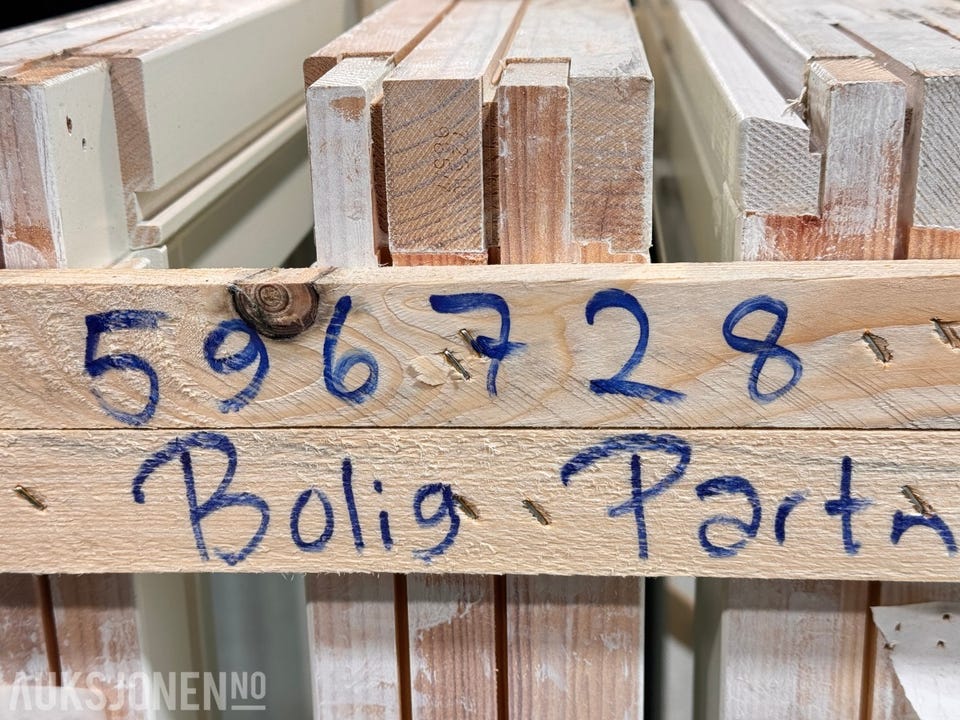 596728
Bolig Partn
AUKSJONEN NO